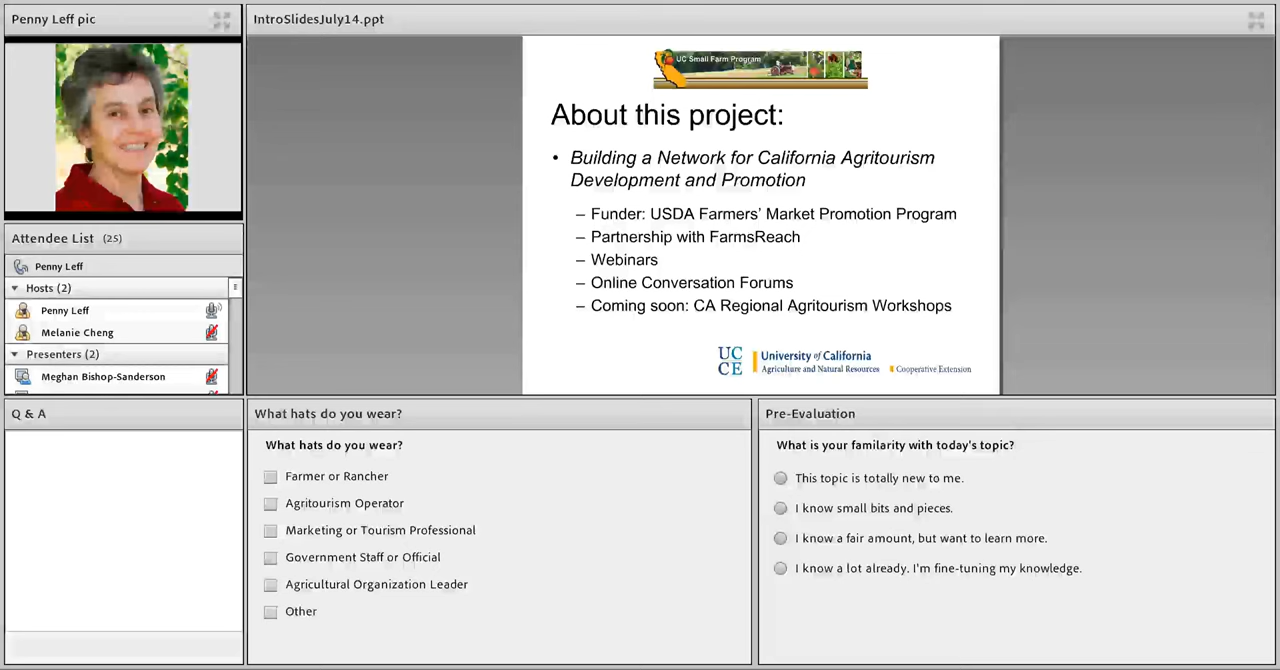 Penny Leff pic
IntroSlidesJuly14.ppt
UC Small Farm Program
About this project:
• Building a Network for California Agritourism
Development and Promotion
– Funder: USDA Farmers' Market Promotion Program
– Partnership with FarmsReach
– Webinars
– Online Conversation Forums
– Coming soon: CA Regional Agritourism Workshops
UC
CE
University of California
Agriculture and Natural Resources
Cooperative Extension
Attendee List (25)
Penny Leff
Hosts (2)
Penny Leff
Melanie Cheng
Presenters (2)
Meghan Bishop-Sanderson
Q & A
What hats do you wear?
What hats do you wear?
Farmer or Rancher
Agritourism Operator
Marketing or Tourism Professional
Government Staff or Official
Agricultural Organization Leader
Other
Pre-Evaluation
What is your familarity with today's topic?
This topic is totally new to me.
I know small bits and pieces.
I know a fair amount, but want to learn more.
I know a lot already. I'm fine-tuning my knowledge.